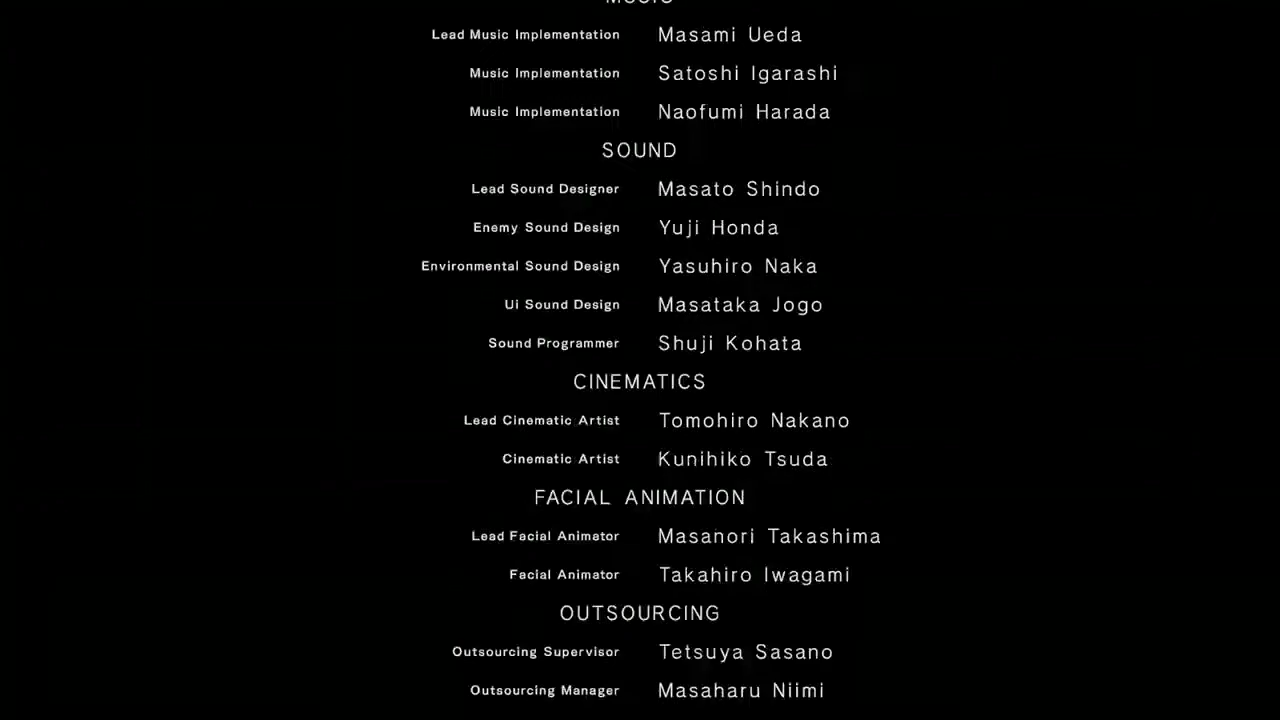 MUSIC
Lead Music Implementation Masami Ueda
Music Implementation Satoshi Igarashi
Music Implementation Naofumi Harada
SOUND
Lead Sound Designer Masato Shindo
Enemy Sound Design Yuji Honda
Environmental Sound Design Yasuhiro Naka
Ui Sound Design Masataka Jogo
Sound Programmer Shuji Kohata
CINEMATICS
Lead Cinematic Artist Tomohiro Nakano
Cinematic Artist Kunihiko Tsuda
FACIAL ANIMATION
Lead Facial Animator Masanori Takashima
Facial Animator Takahiro Iwagami
OUTSOURCING
Outsourcing Supervisor Tetsuya Sasano
Outsourcing Manager Masaharu Niimi